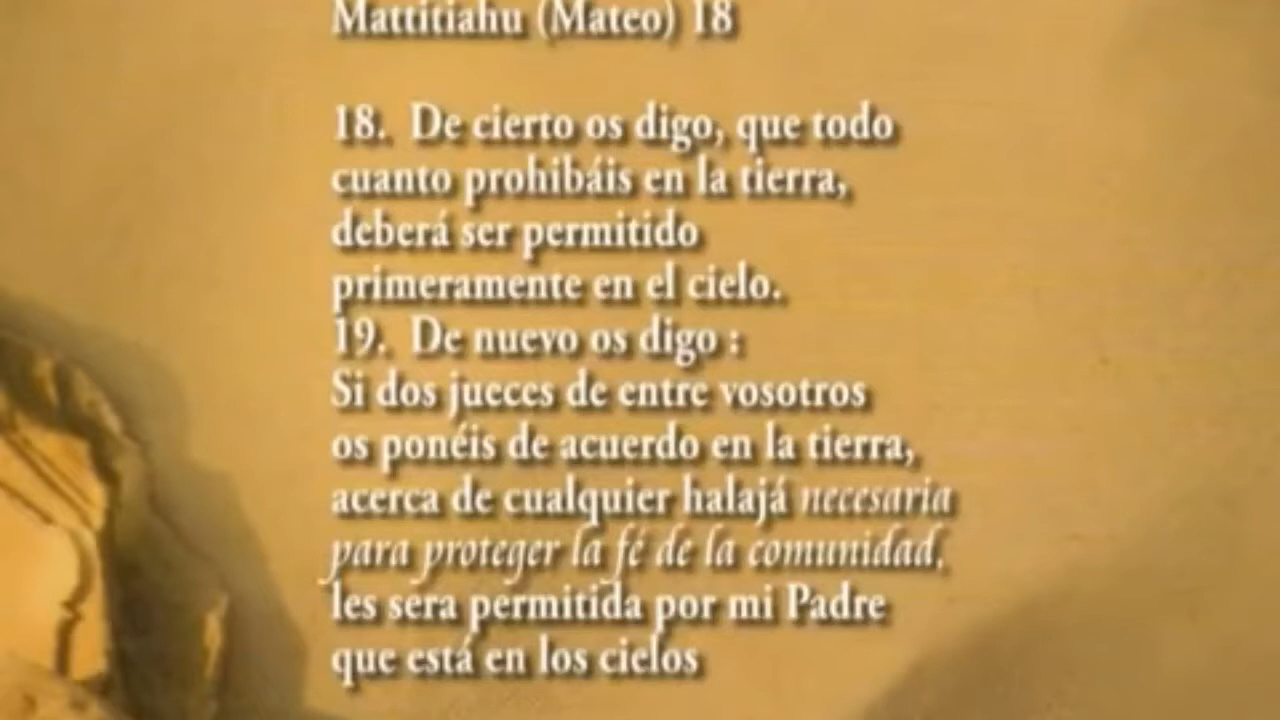 Mattitiahu (Mateo) 18
18. De cierto os digo, que todo
cuanto prohibáis en la tierra,
deberá ser permitido
primeramente en el cielo.
19. De nuevo os digo :
Si dos jueces de entre vosotros
os ponéis de acuerdo en la tierra,
acerca de cualquier halajá necesaria
para proteger la fé de la comunidad,
les sera permitida por mi Padre
que está en los cielos